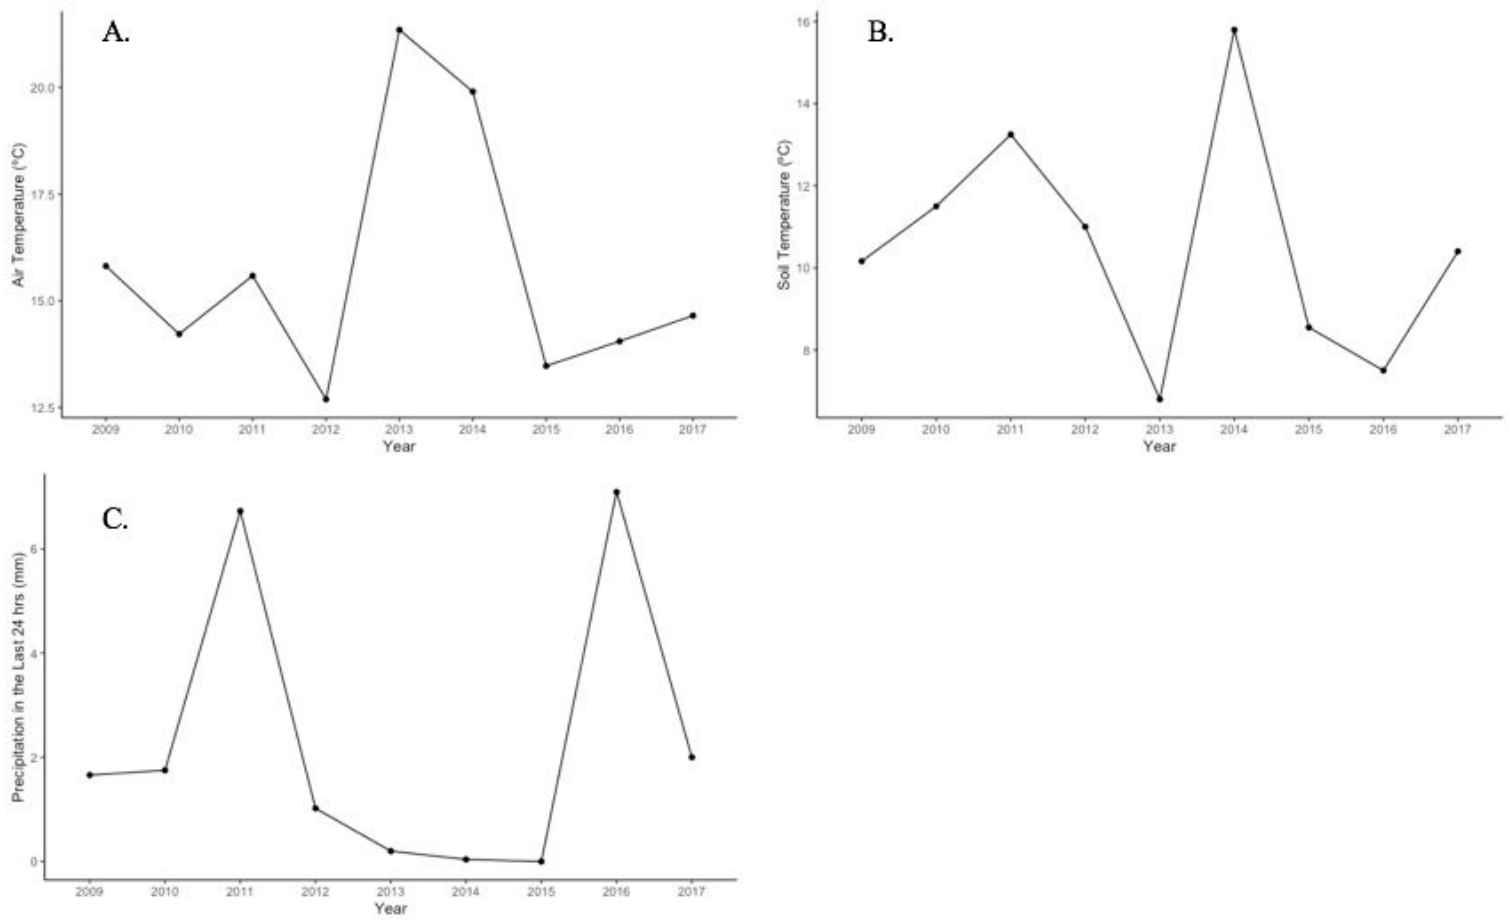 A.
Air Temperature (°C)
20.0
17.5
15.0
12.5
2009 2010 2011 2012 2013 2014 2015 2016 2017
Year
B.
Soil Temperature (°C)
16
14
12
10
8
2009 2010 2011 2012 2013 2014 2015 2016 2017
Year
C.
Precipitation in the Last 24 hrs (mm)
6
4
2
0
2009 2010 2011 2012 2013 2014 2015 2016 2017
Year